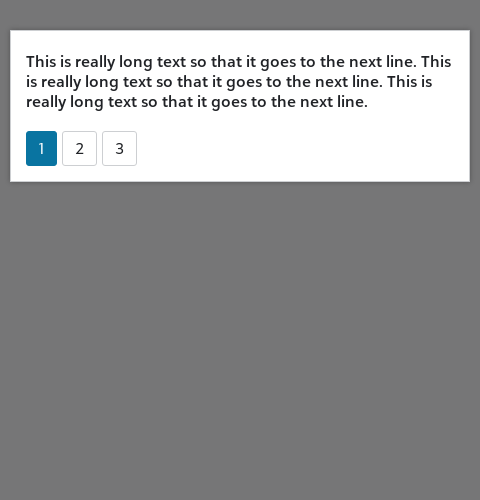 This is really long text so that it goes to the next line. This
is really long text so that it goes to the next line. This is
really long text so that it goes to the next line.
1 2 3